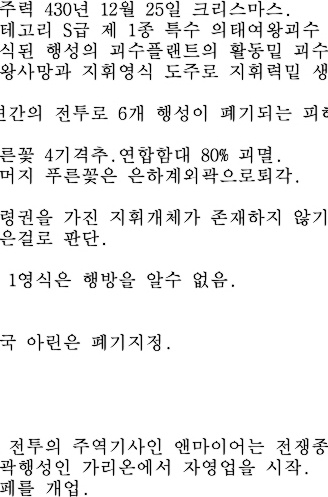 주력 430년 12월 25일 크리스마스.
테고리 S급 제 1종 특수 의태여왕괴수
식된 행성의 괴수플랜트의 활동밀 괴수
왕사망과 지휘영식 도주로 지휘력밀 생
년간의 전투로 6개 행성이 폐기되는 피하
른꽃 4기격추.연합함대 80% 괴멸.
머지 푸른꽃은 은하계외곽으로퇴각.
령권을 가진 지휘개체가 존재하지 않기
은걸로 판단.
1영식은 행방을 알수 없음.
국 아린은 폐기지정.
전투의 주역기사인 앤마이어는 전쟁종
곽행성인 가리온에서 자영업을 시작.
페를 개업.